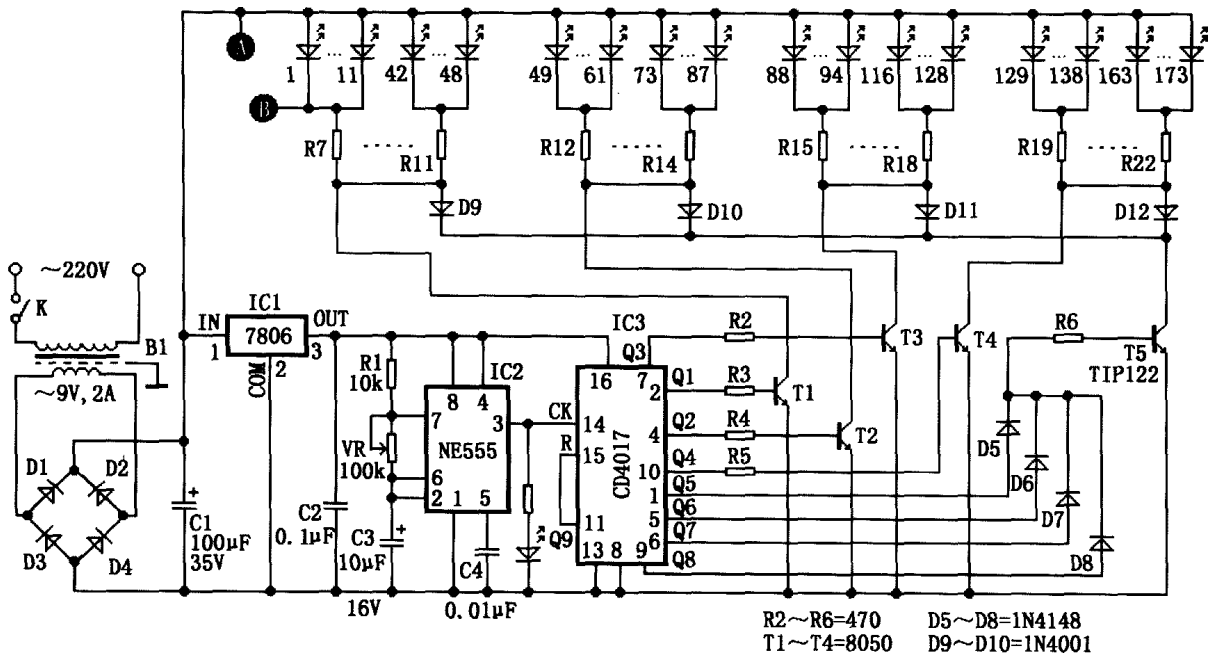 A
1 ... 11 42 ... 48 49 ... 61 73 ... 87 88 ... 94 116 ... 128 129 ... 138 163 ... 173
B
R7 ····· R11 R12 ····· R14 R15 ····· R18 R19 ····· R22
D9 D10 D11 D12
~220V
K
IC1
IN 7806 OUT
1 3
COM 2
B1
~9V, 2A
R1
10k
IC2
IC3
Q3
R2
T3
T4
R6
T5
TIP122
8 4
7
3
VR
100k
NE555
6
2
1 5
CK
16
7
2
14
R
15
CD4017
4
10
1
5
6
11
Q9
13 8 9
Q1 R3
T1
Q2 R4
T2
Q4 R5
Q5
Q6
Q7
Q8
D5
D6
D7
D8
D1 D2
D3 D4
+
C1
100μF
35V
C2
0.1μF
+
C3
10μF
16V
C4
0.01μF
R2~R6=470 D5~D8=1N4148
T1~T4=8050 D9~D10=1N4001